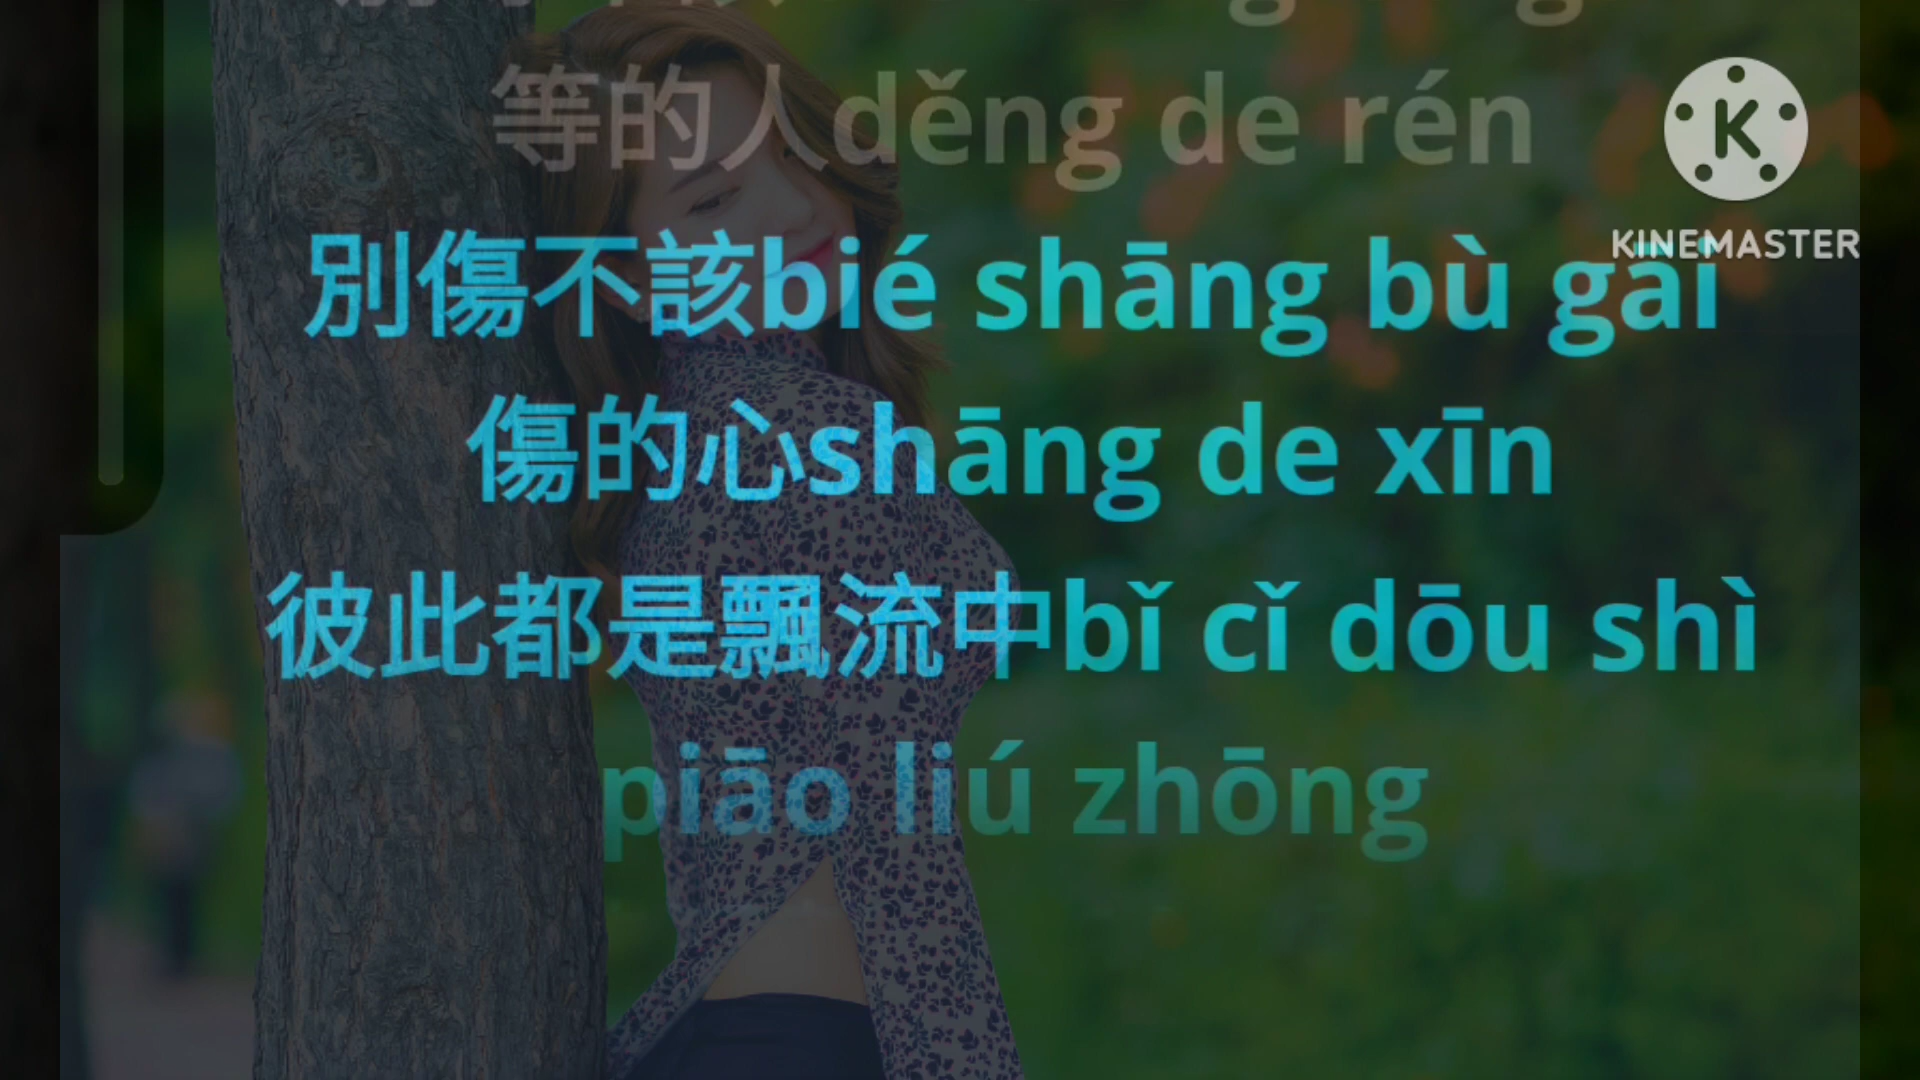 等的人děng de rén
別傷不該bié shāng bù gāi
傷的心shāng de xīn
彼此都是飄流中bǐ cǐ dōu shì
piāo liú zhōng
K
KINEMASTER